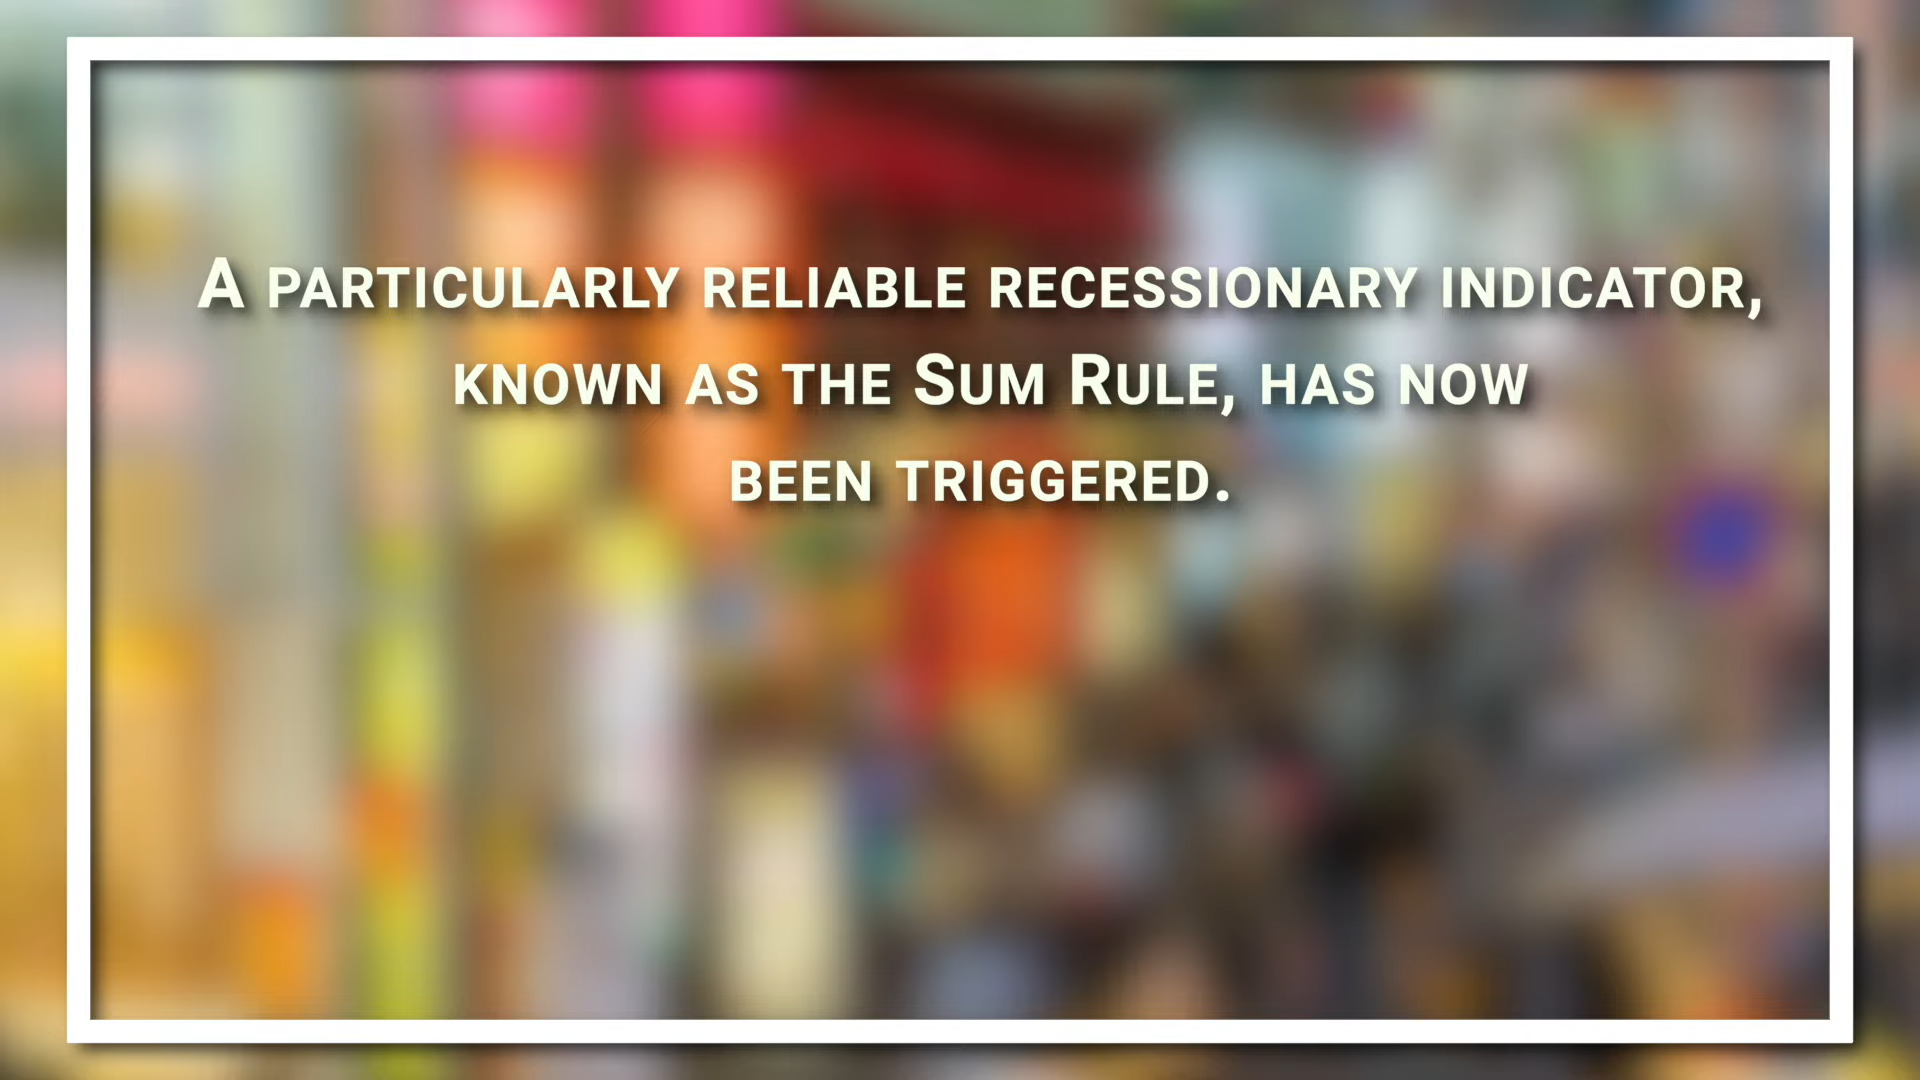 A PARTICULARLY RELIABLE RECESSIONARY INDICATOR,
KNOWN AS THE SUM RULE, HAS NOW
BEEN TRIGGERED.